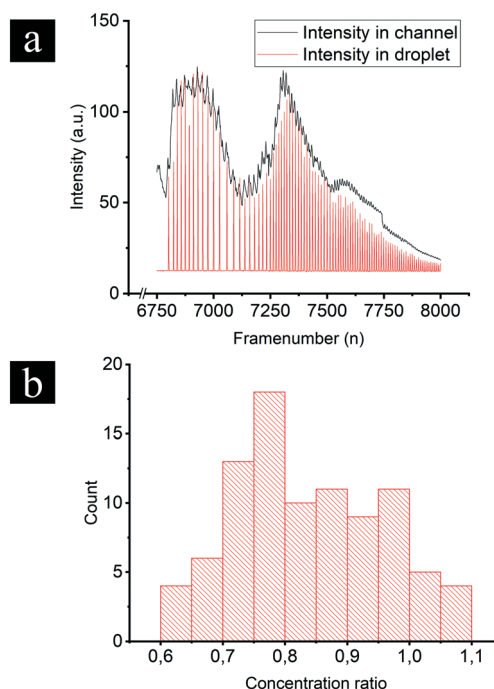 a
150
Intensity in channel
Intensity in droplet
100
50
0
Intensity (a.u.)
6750 7000 7250 7500 7750 8000
Framenumber (n)
b
20
15
10
5
0
Count
0,6 0,7 0,8 0,9 1,0 1,1
Concentration ratio